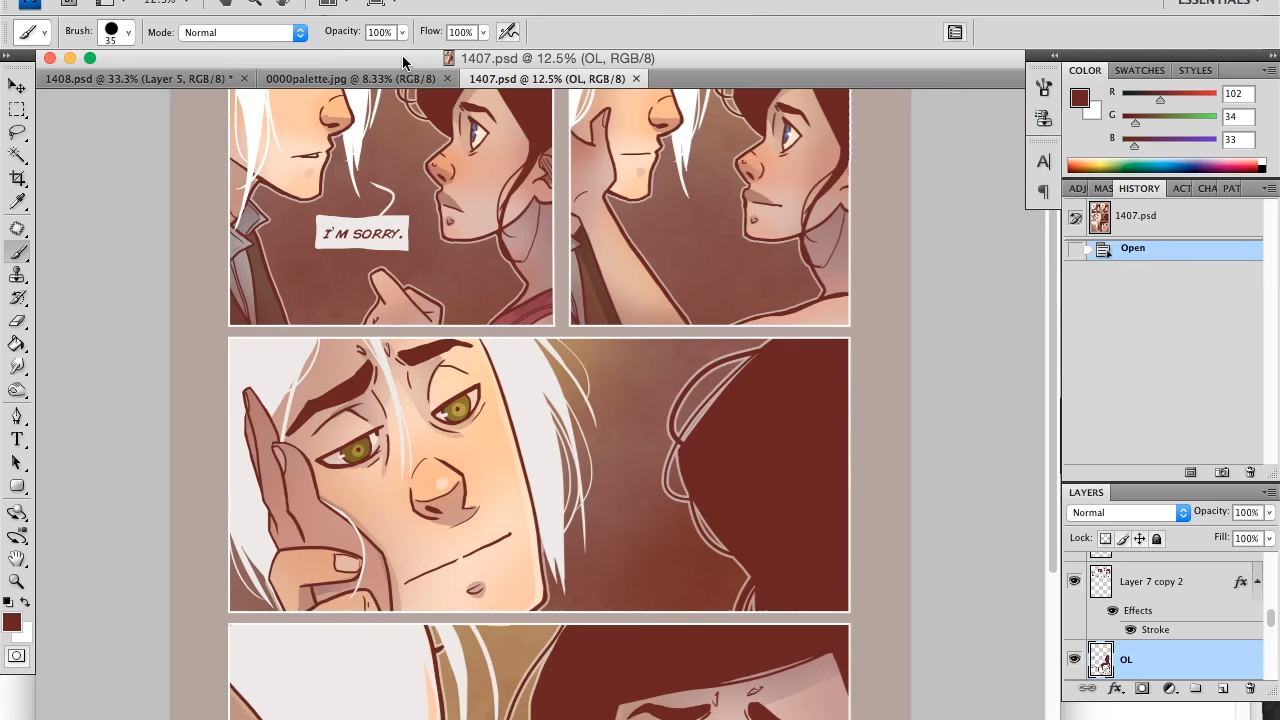 ESSENTIALS
Brush: 35 Mode: Normal Opacity: 100% Flow: 100%
1407.psd @ 12.5% (OL, RGB/8)
1408.psd @ 33.3% (Layer 5, RGB/8) * 0000palette.jpg @ 8.33% (RGB/8) 1407.psd @ 12.5% (OL, RGB/8)
COLOR SWATCHES STYLES
R 102
G 34
B 33
A
ADJ MAS HISTORY ACT CHA PAT
1407.psd
Open
I'M SORRY.
T
LAYERS
Normal Opacity: 100%
Lock: Fill: 100%
Layer 7 copy 2 fx
Effects
Stroke
OL
fx